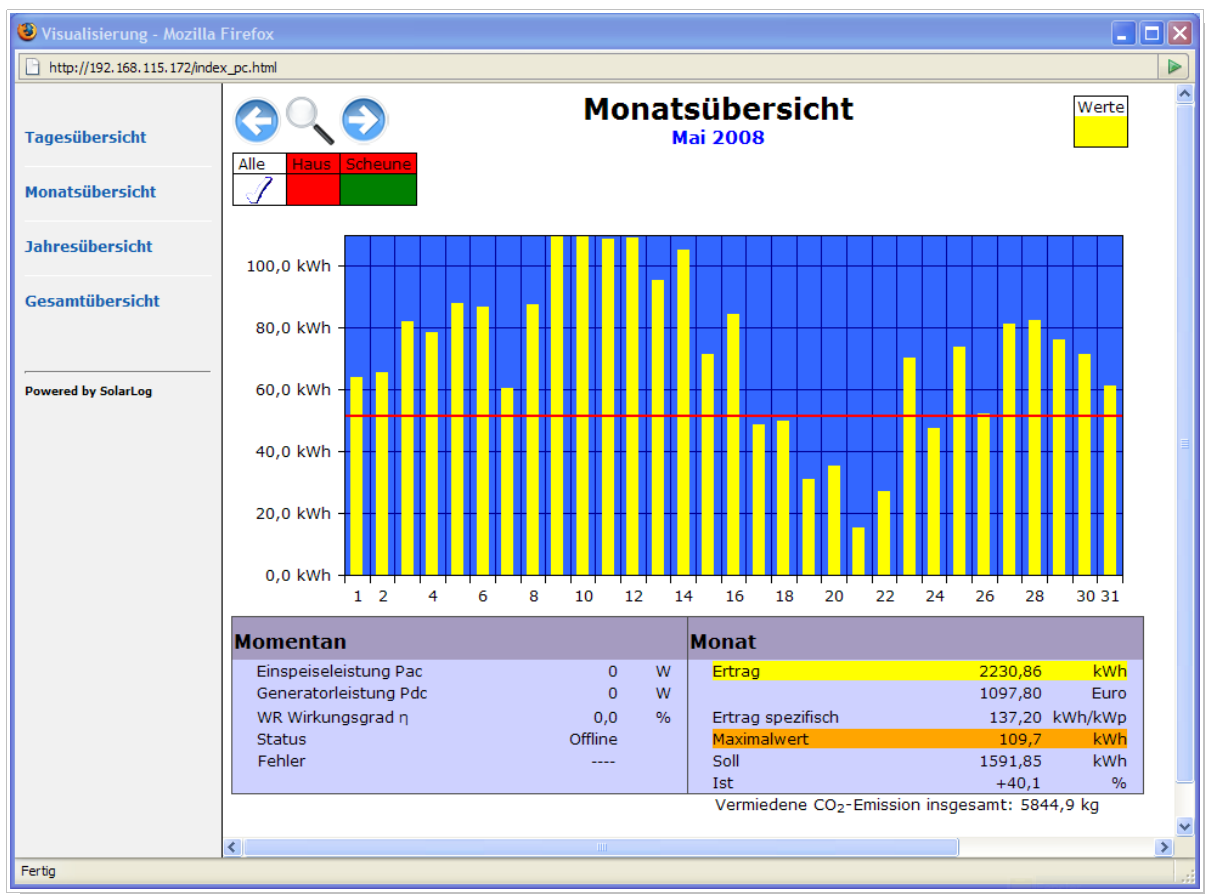 Visualisierung - Mozilla Firefox
http://192.168.115.172/index_pc.html
Tagesübersicht
Monatsübersicht
Jahresübersicht
Gesamtübersicht
Powered by SolarLog
Monatsübersicht
Mai 2008
Werte
Alle Haus Scheune
100,0 kWh
80,0 kWh
60,0 kWh
40,0 kWh
20,0 kWh
0,0 kWh
1 2 4 6 8 10 12 14 16 18 20 22 24 26 28 30 31
Momentan
Einspeiseleistung Pac 0 W
Generatorleistung Pdc 0 W
WR Wirkungsgrad η 0,0 %
Status Offline
Fehler ----
Monat
Ertrag 2230,86 kWh
1097,80 Euro
Ertrag spezifisch 137,20 kWh/kWp
Maximalwert 109,7 kWh
Soll 1591,85 kWh
Ist +40,1 %
Vermiedene CO₂-Emission insgesamt: 5844,9 kg
Fertig